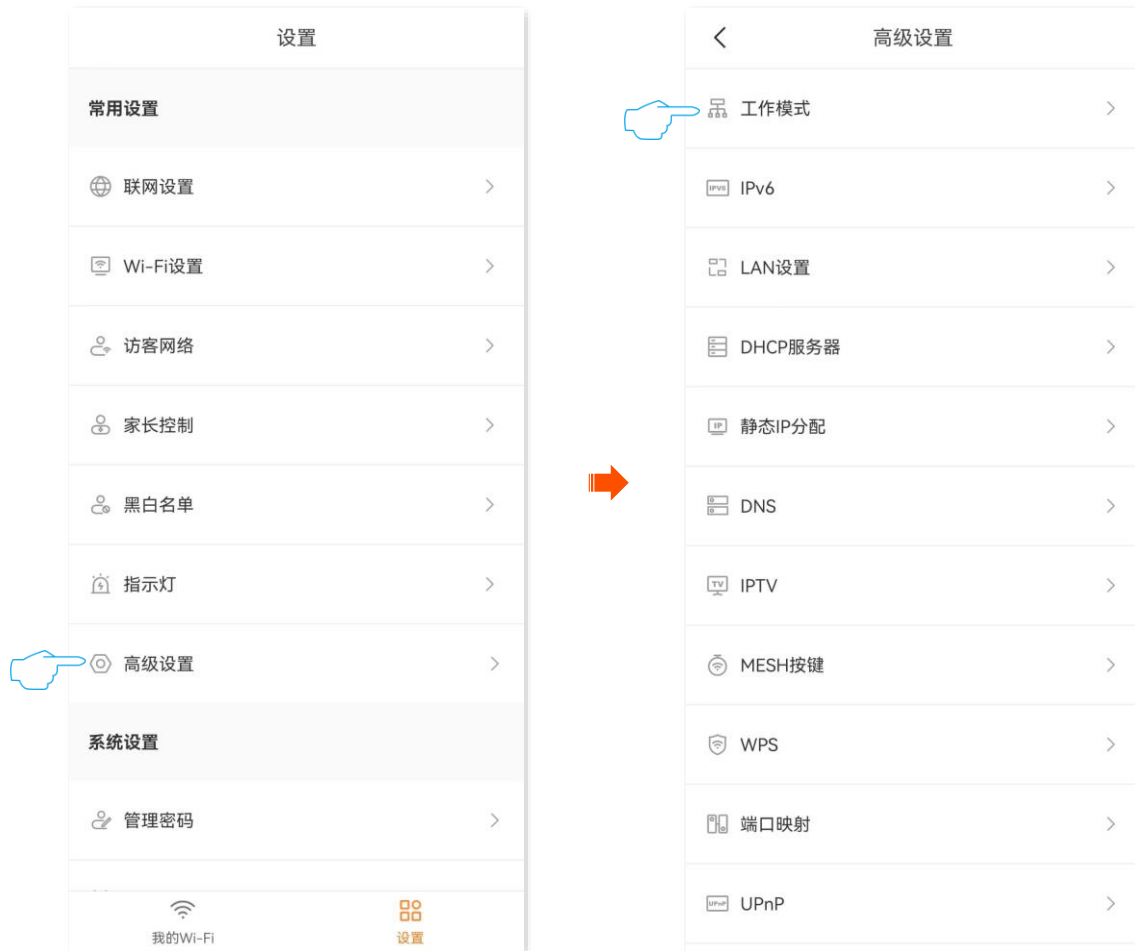 设置
常用设置
联网设置
Wi-Fi设置
访客网络
家长控制
黑白名单
指示灯
高级设置
系统设置
管理密码
我的Wi-Fi
设置
高级设置
工作模式
IPV6
IPv6
LAN设置
DHCP服务器
IP
静态IP分配
DNS
TV
IPTV
MESH按键
WPS
端口映射
UPnP
UPnP